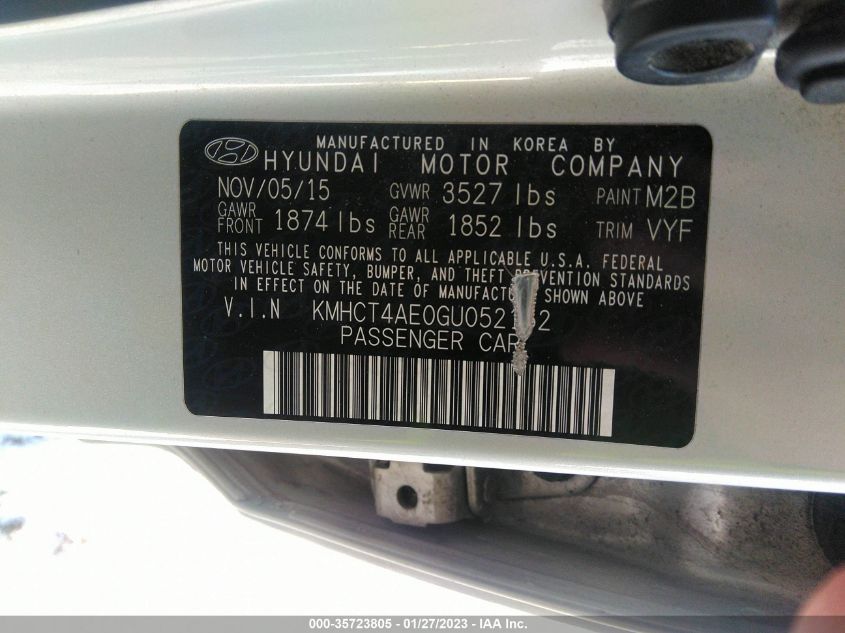 MANUFACTURED IN KOREA BY
HYUNDAI MOTOR COMPANY
NOV/05/15 GVWR 3527 lbs PAINT M2B
GAWR FRONT 1874 lbs GAWR REAR 1852 lbs TRIM VYF
THIS VEHICLE CONFORMS TO ALL APPLICABLE U.S.A. FEDERAL
MOTOR VEHICLE SAFETY, BUMPER, AND THEFT PREVENTION STANDARDS
IN EFFECT ON THE DATE OF MANUFACTURE SHOWN ABOVE
V.I.N
PASSENGER CAR
000-35723805 - 01/27/2023 - IAA Inc.